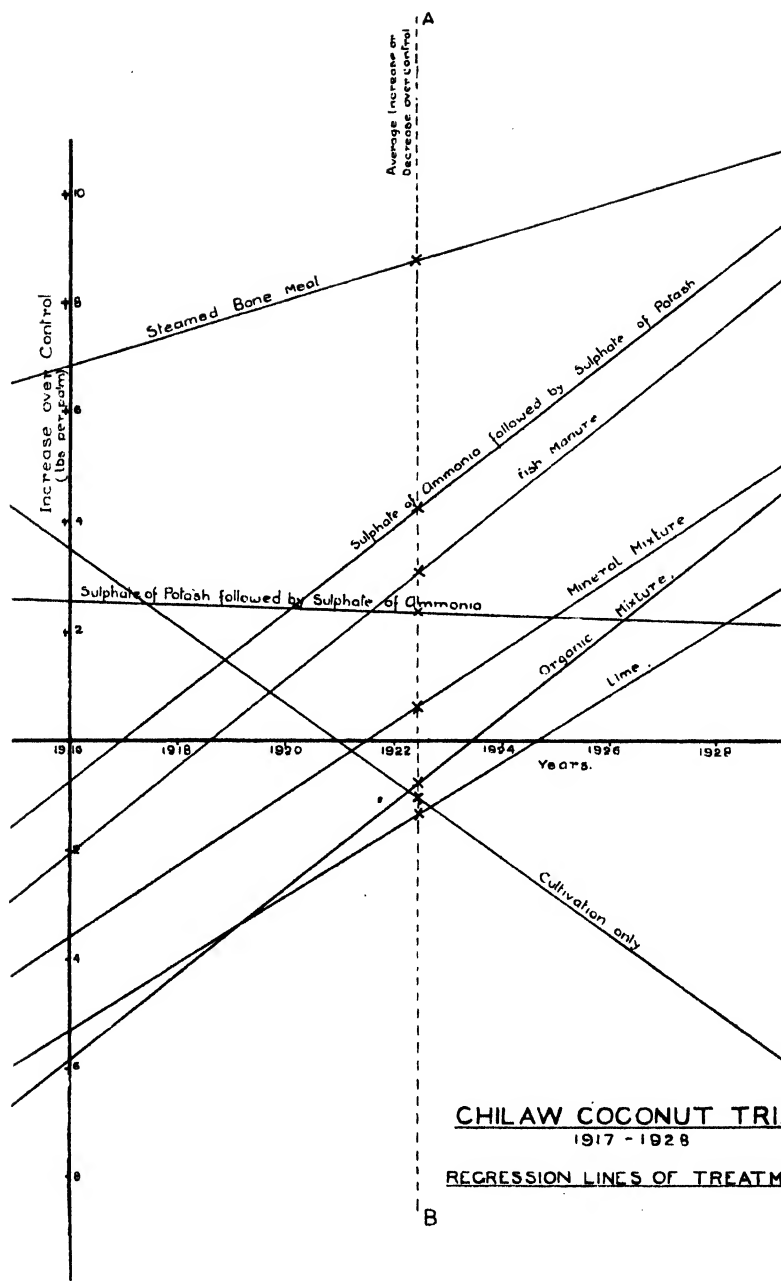 A
Average Increase or
Decrease over Control
Increase over Control
(lbs per palm)
+10
+8
+6
+4
+2
Steamed Bone Meal
Sulphate of Ammonia followed by Sulphate of Potash
Fish Manure
Sulphate of Potash followed by Sulphate of Ammonia
Mineral Mixture
Organic Mixture.
Lime.
1916 1918 1920 1922 1924 1926 1928
Years.
-2
-4
-6
-8
Cultivation only
CHILAW COCONUT TRI
1917 - 1928
REGRESSION LINES OF TREATM
B